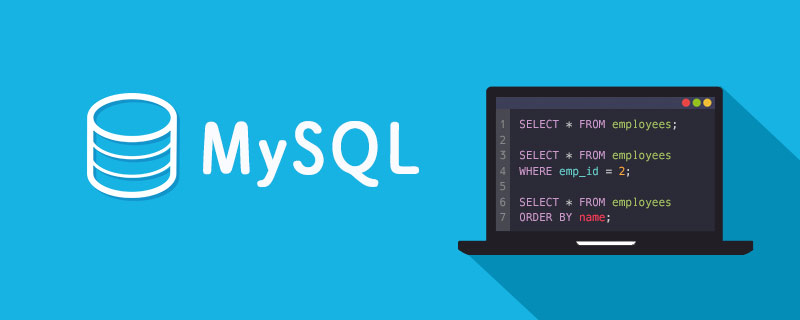 MySQL
1 SELECT * FROM employees;
2
3 SELECT * FROM employees
4 WHERE emp_id = 2;
5
6 SELECT * FROM employees
7 ORDER BY name;